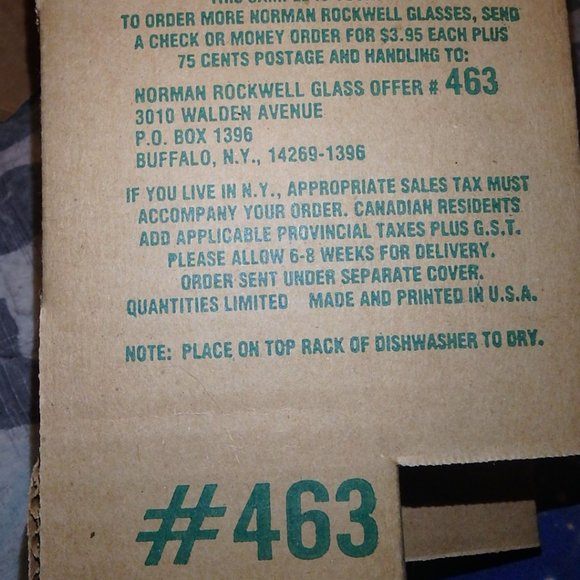 TO ORDER MORE NORMAN ROCKWELL GLASSES, SEND
A CHECK OR MONEY ORDER FOR $3.95 EACH PLUS
75 CENTS POSTAGE AND HANDLING TO:
NORMAN ROCKWELL GLASS OFFER # 463
3010 WALDEN AVENUE
P.O. BOX 1396
BUFFALO, N.Y., 14269-1396
IF YOU LIVE IN N.Y., APPROPRIATE SALES TAX MUST
ACCOMPANY YOUR ORDER. CANADIAN RESIDENTS
ADD APPLICABLE PROVINCIAL TAXES PLUS G.S.T.
PLEASE ALLOW 6-8 WEEKS FOR DELIVERY.
ORDER SENT UNDER SEPARATE COVER.
QUANTITIES LIMITED MADE AND PRINTED IN U.S.A.
NOTE: PLACE ON TOP RACK OF DISHWASHER TO DRY.
#463